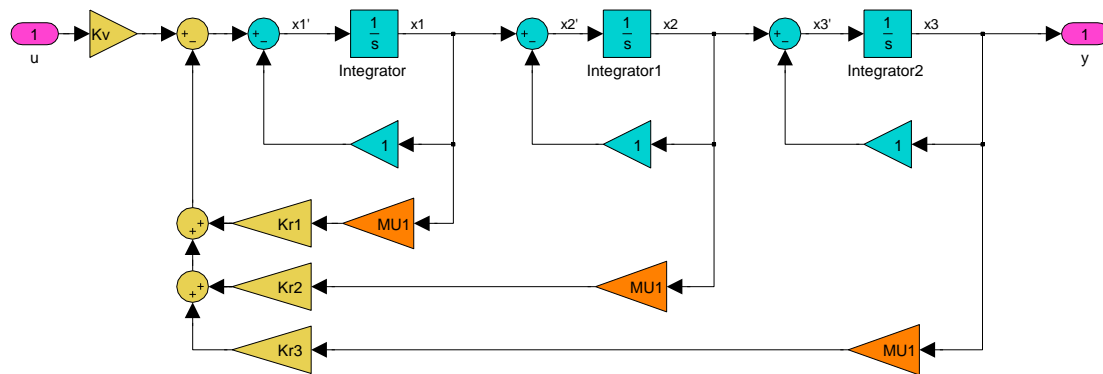 1
u
Kv
+
−
+
−
x1'
1
s
Integrator
x1
+
−
x2'
1
s
Integrator1
x2
+
−
x3'
1
s
Integrator2
x3
1
y
1
1
1
+
+
Kr1
MU1
+
+
Kr2
MU1
Kr3
MU1